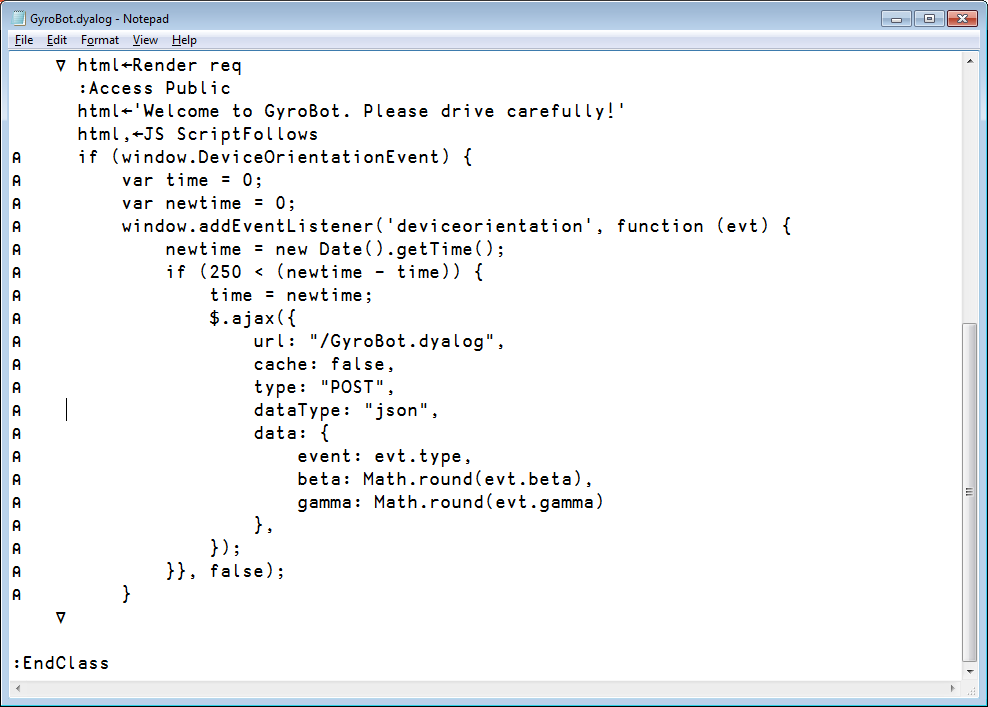 GyroBot.dyalog - Notepad
File Edit Format View Help
    ∇ html←Render req
      :Access Public
      html←'Welcome to GyroBot. Please drive carefully!'
      html,←JS ScriptFollows
⍝     if (window.DeviceOrientationEvent) {
⍝         var time = 0;
⍝         var newtime = 0;
⍝         window.addEventListener('deviceorientation', function (evt) {
⍝             newtime = new Date().getTime();
⍝             if (250 < (newtime - time)) {
⍝                 time = newtime;
⍝                 $.ajax({
⍝                     url: "/GyroBot.dyalog",
⍝                     cache: false,
⍝                     type: "POST",
⍝                     dataType: "json",
⍝                     data: {
⍝                         event: evt.type,
⍝                         beta: Math.round(evt.beta),
⍝                         gamma: Math.round(evt.gamma)
⍝                     },
⍝                 });
⍝             }}, false);
⍝         }
    ∇
:EndClass